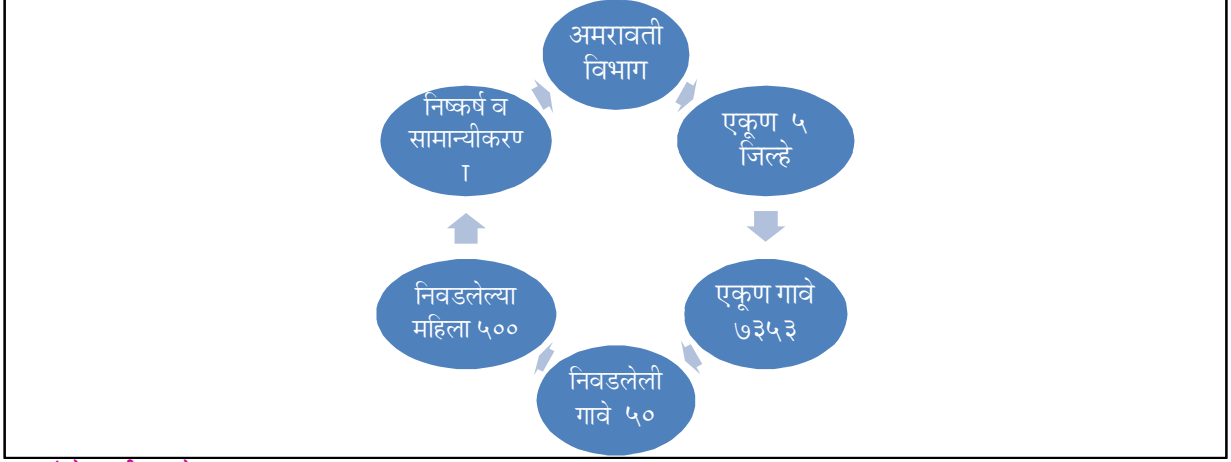 अमरावती
विभाग
एकूण ५
जिल्हे
एकूण गावे
७३५३
निवडलेली
गावे ५०
निवडलेल्या
महिला ५००
निष्कर्ष व
सामान्यीकरण
ा